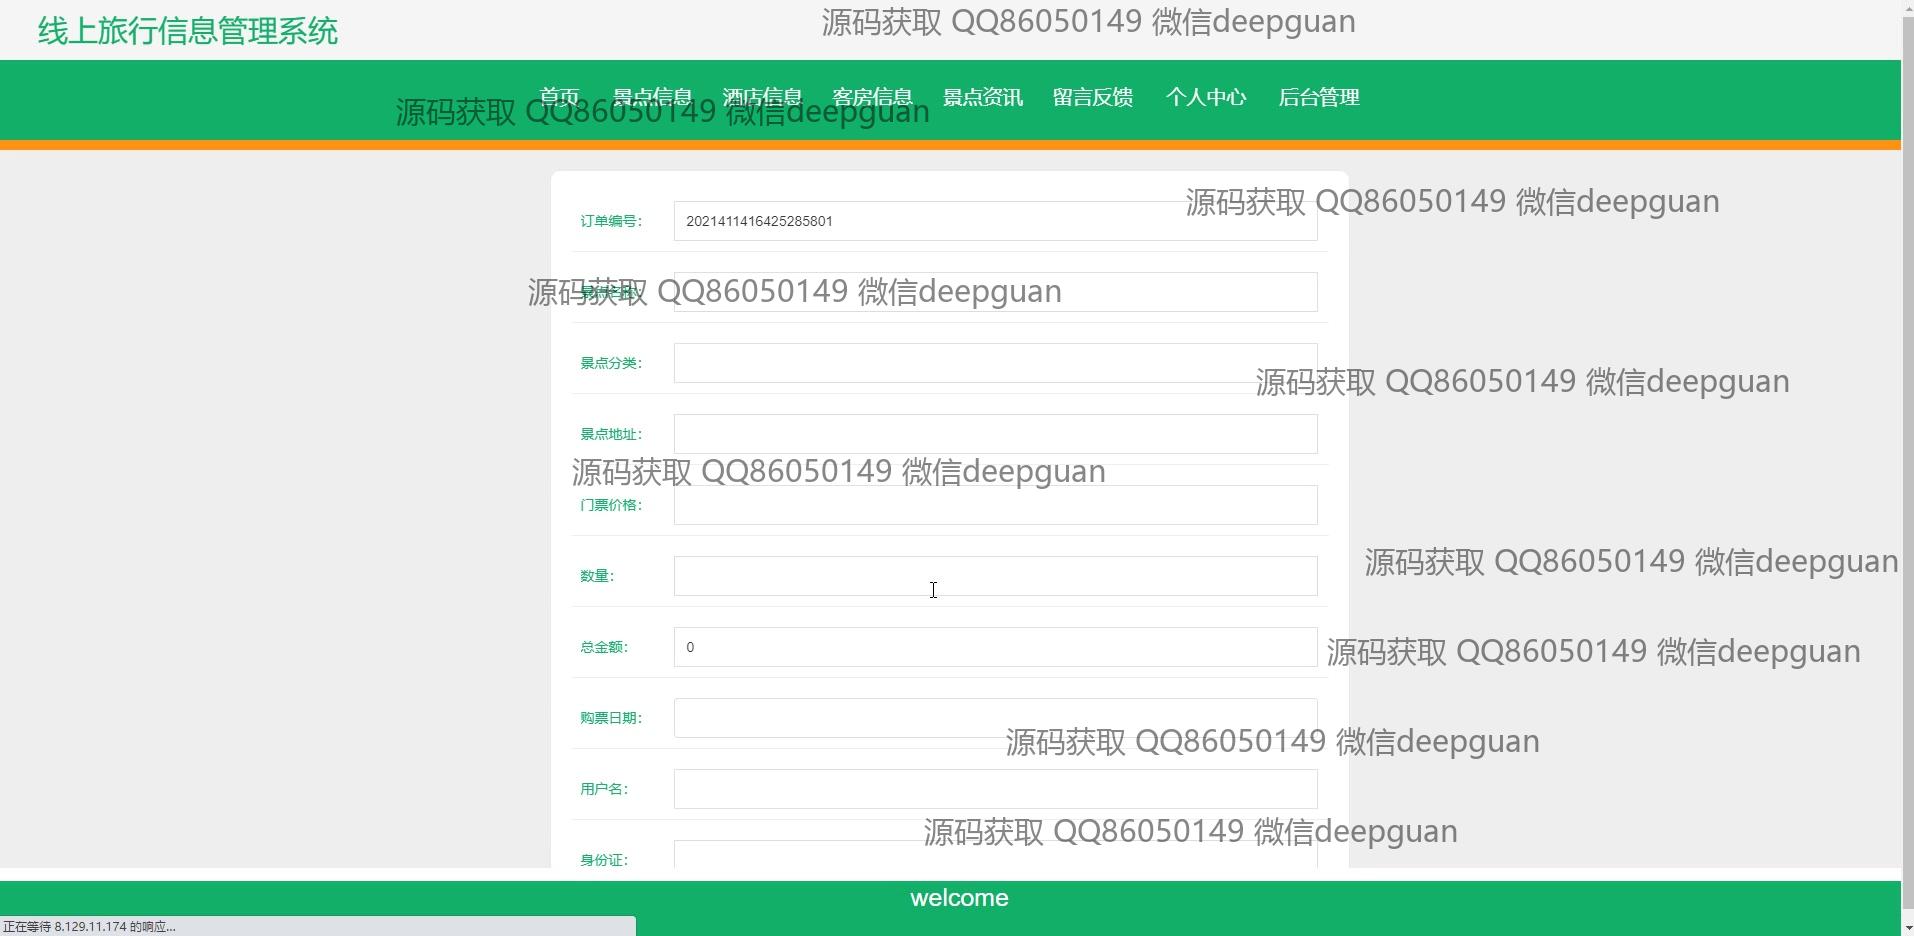 线上旅行信息管理系统
源码获取 QQ86050149 微信deepguan
首页 景点信息 酒店信息 客房信息 景点资讯 留言反馈 个人中心 后台管理
源码获取 QQ86050149 微信deepguan
源码获取 QQ86050149 微信deepguan
订单编号： 2021411416425285801
景点名称：
源码获取 QQ86050149 微信deepguan
景点分类：
源码获取 QQ86050149 微信deepguan
景点地址：
源码获取 QQ86050149 微信deepguan
门票价格：
源码获取 QQ86050149 微信deepguan
数量：
总金额： 0
源码获取 QQ86050149 微信deepguan
购票日期：
源码获取 QQ86050149 微信deepguan
用户名：
源码获取 QQ86050149 微信deepguan
身份证：
welcome
正在等待 8.129.11.174 的响应...